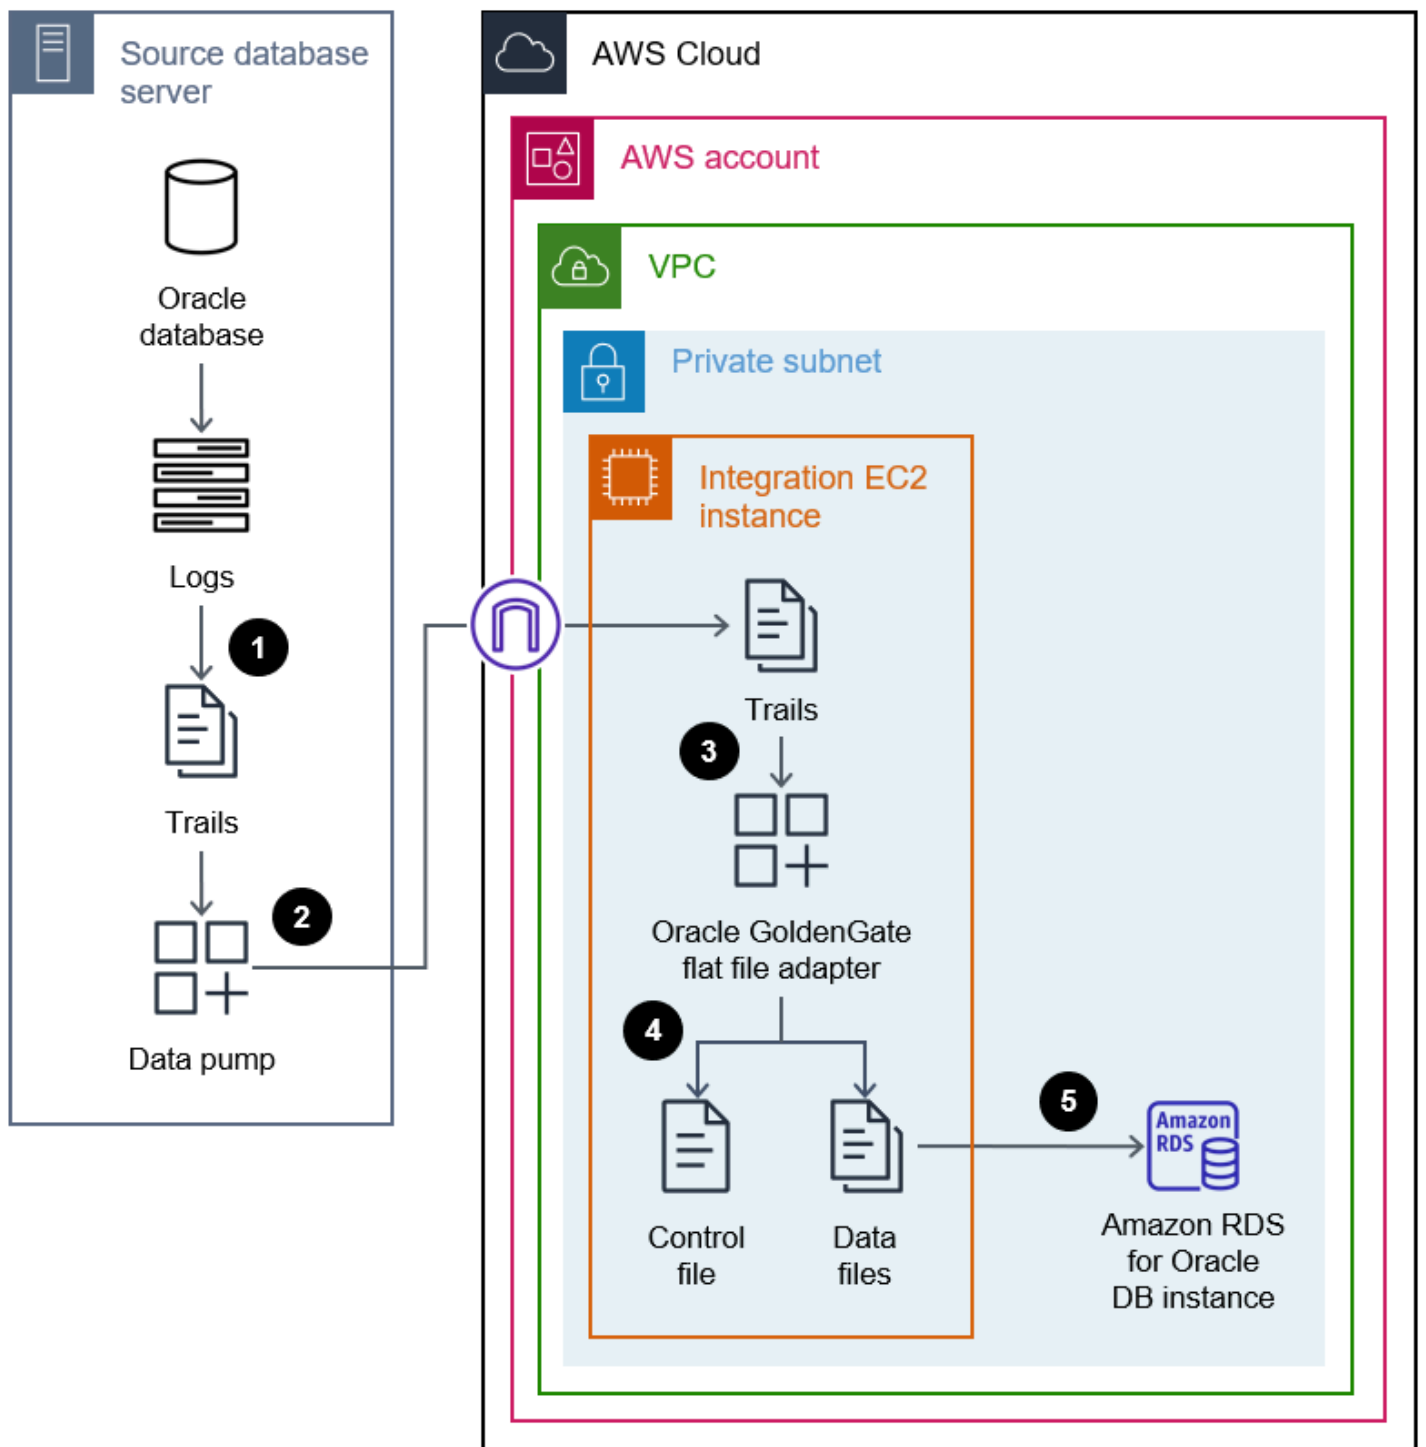 Source database
server
Oracle
database
Logs
1
Trails
2
Data pump
AWS Cloud
AWS account
VPC
Private subnet
Integration EC2
instance
Trails
3
Oracle GoldenGate
flat file adapter
4
Control
file
Data
files
5
Amazon
RDS
Amazon RDS
for Oracle
DB instance